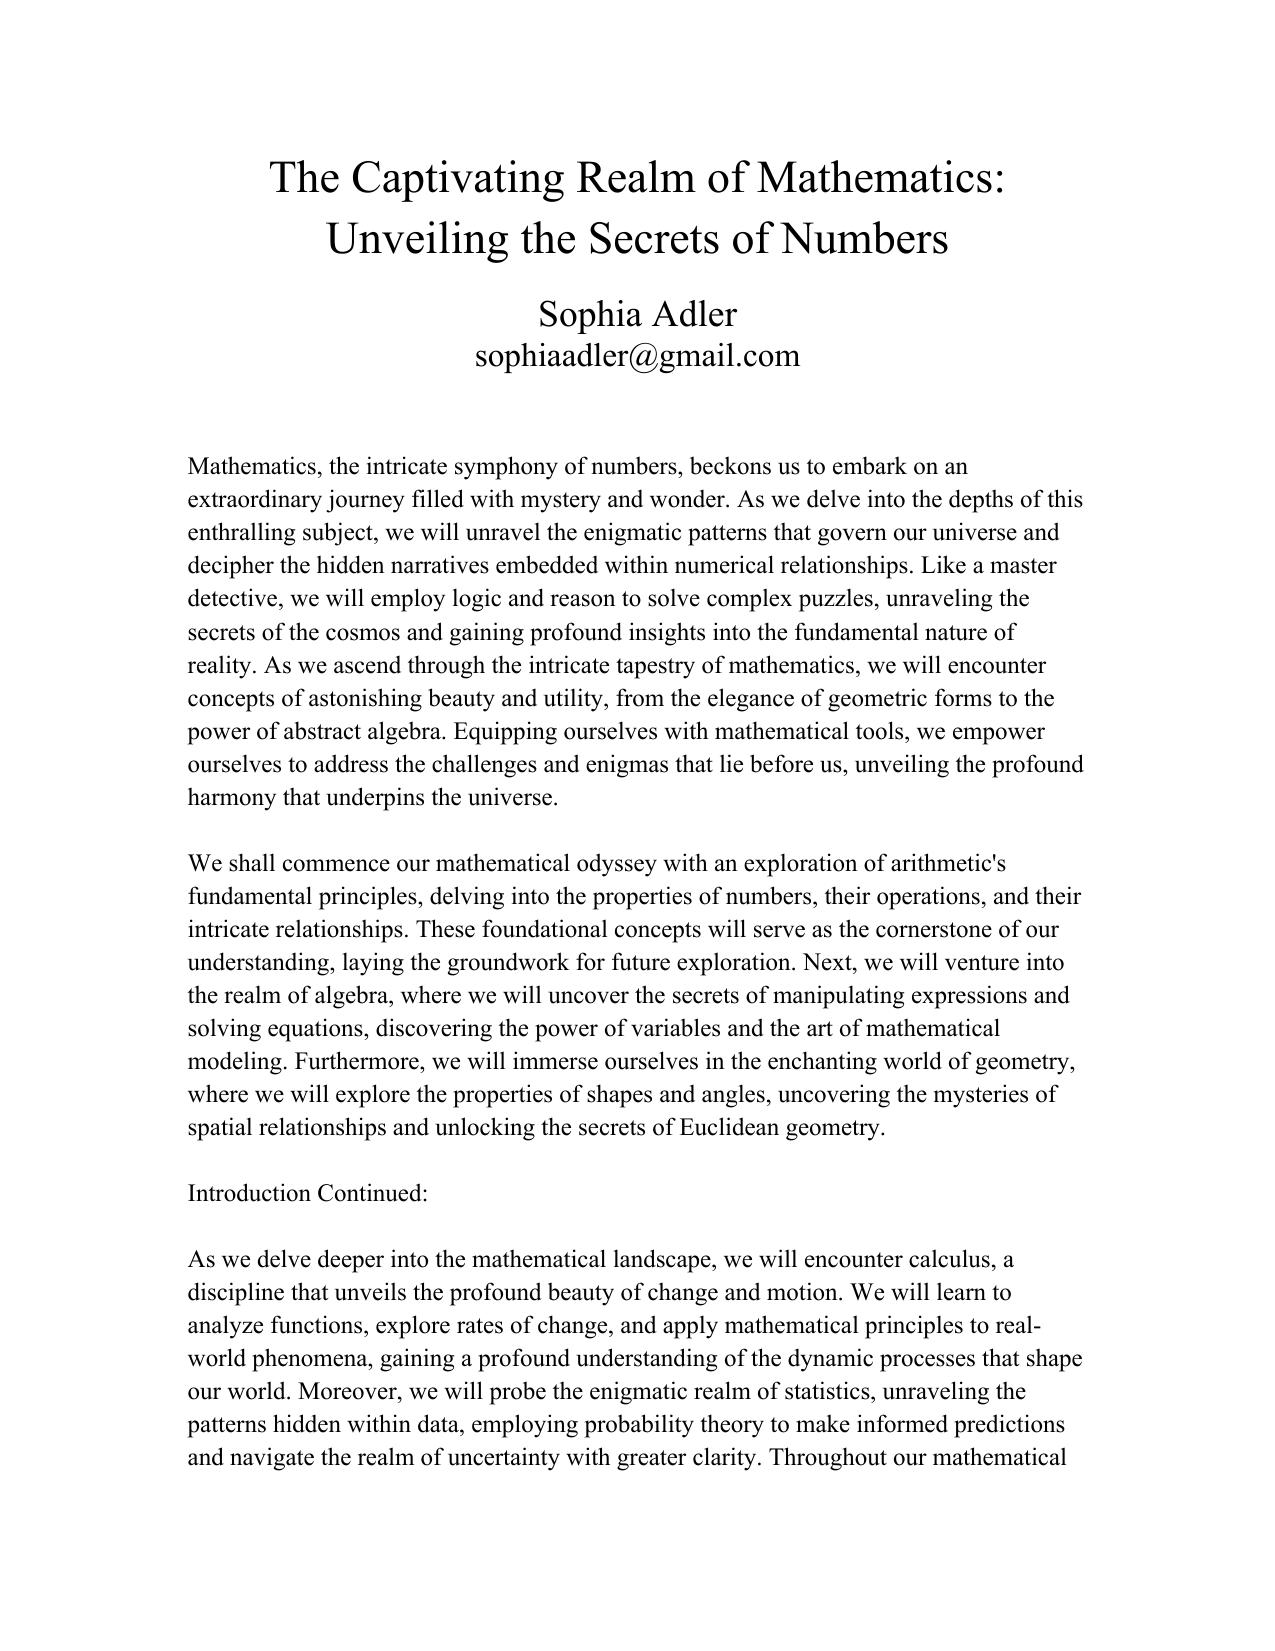 The Captivating Realm of Mathematics:
Unveiling the Secrets of Numbers
Sophia Adler
sophiaadler@gmail.com
Mathematics, the intricate symphony of numbers, beckons us to embark on an
extraordinary journey filled with mystery and wonder. As we delve into the depths of this
enthralling subject, we will unravel the enigmatic patterns that govern our universe and
decipher the hidden narratives embedded within numerical relationships. Like a master
detective, we will employ logic and reason to solve complex puzzles, unraveling the
secrets of the cosmos and gaining profound insights into the fundamental nature of
reality. As we ascend through the intricate tapestry of mathematics, we will encounter
concepts of astonishing beauty and utility, from the elegance of geometric forms to the
power of abstract algebra. Equipping ourselves with mathematical tools, we empower
ourselves to address the challenges and enigmas that lie before us, unveiling the profound
harmony that underpins the universe.
We shall commence our mathematical odyssey with an exploration of arithmetic's
fundamental principles, delving into the properties of numbers, their operations, and their
intricate relationships. These foundational concepts will serve as the cornerstone of our
understanding, laying the groundwork for future exploration. Next, we will venture into
the realm of algebra, where we will uncover the secrets of manipulating expressions and
solving equations, discovering the power of variables and the art of mathematical
modeling. Furthermore, we will immerse ourselves in the enchanting world of geometry,
where we will explore the properties of shapes and angles, uncovering the mysteries of
spatial relationships and unlocking the secrets of Euclidean geometry.
Introduction Continued:
As we delve deeper into the mathematical landscape, we will encounter calculus, a
discipline that unveils the profound beauty of change and motion. We will learn to
analyze functions, explore rates of change, and apply mathematical principles to real-
world phenomena, gaining a profound understanding of the dynamic processes that shape
our world. Moreover, we will probe the enigmatic realm of statistics, unraveling the
patterns hidden within data, employing probability theory to make informed predictions
and navigate the realm of uncertainty with greater clarity. Throughout our mathematical